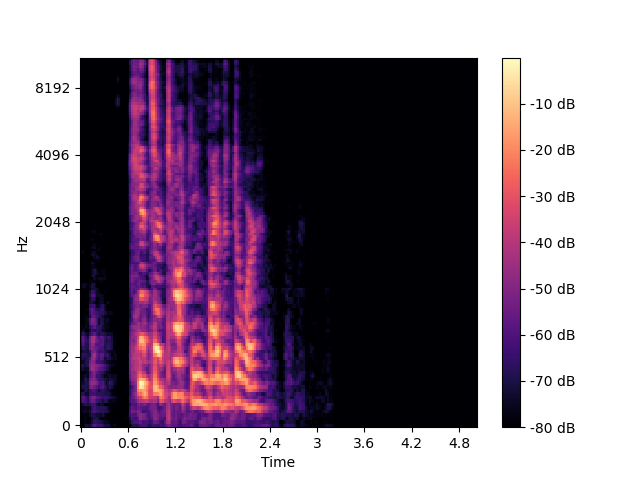 8192
4096
2048
1024
512
0
Hz
0 0.6 1.2 1.8 2.4 3 3.6 4.2 4.8
Time
-10 dB
-20 dB
-30 dB
-40 dB
-50 dB
-60 dB
-70 dB
-80 dB